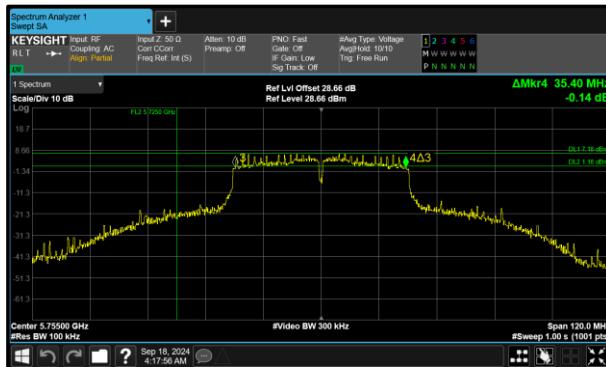 Spectrum Analyzer 1
Swept SA
+
KEYSIGHT
RLT
Input: RF
Coupling: AC
Align: Partial
Input Z: 50 Ω
Corr CCorr
Freq Ref: Int (S)
Atten: 10 dB
Preamp: Off
PNO: Fast
Gate: Off
IF Gain: Low
Sig Track: Off
#Avg Type: Voltage
Avg|Hold: 10/10
Trig: Free Run
1 2 3 4 5 6
M W W W W W
P N N N N N
1 Spectrum
Scale/Div 10 dB
Ref Lvl Offset 28.66 dB
Ref Level 28.66 dBm
ΔMkr4 35.40 MHz
-0.14 dB
Log
FL2 5.7250 GHz
18.7
8.66
-1.34
-11.3
-21.3
-31.3
-41.3
-51.3
-61.3
3
4Δ3
DL1 7.16 dBm
DL2 1.16 dBm
Center 5.75500 GHz
#Res BW 100 kHz
#Video BW 300 kHz
Span 120.0 MHz
#Sweep 1.00 s (1001 pts)
?
Sep 18, 2024
4:17:56 AM